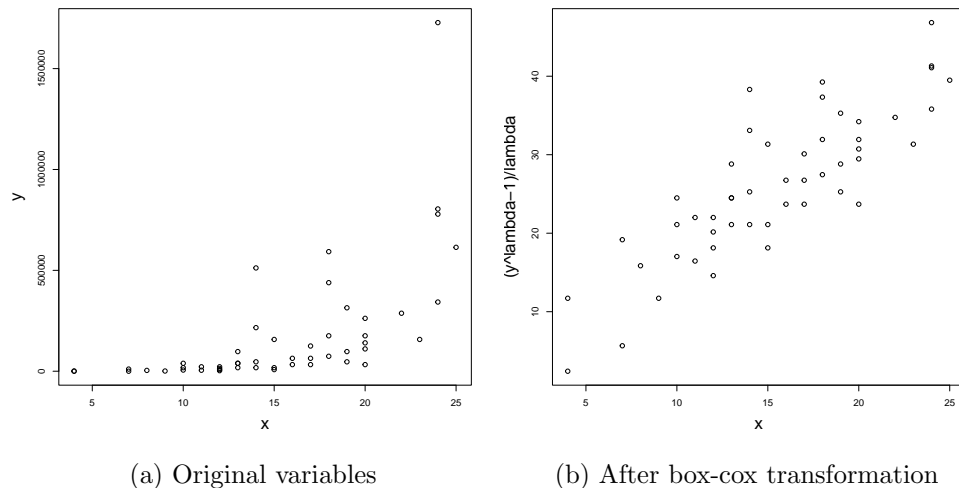 1500000
1000000
500000
0
y
5 10 15 20 25
x
40
30
20
10
(y^lambda−1)/lambda
5 10 15 20 25
x
(a) Original variables
(b) After box-cox transformation